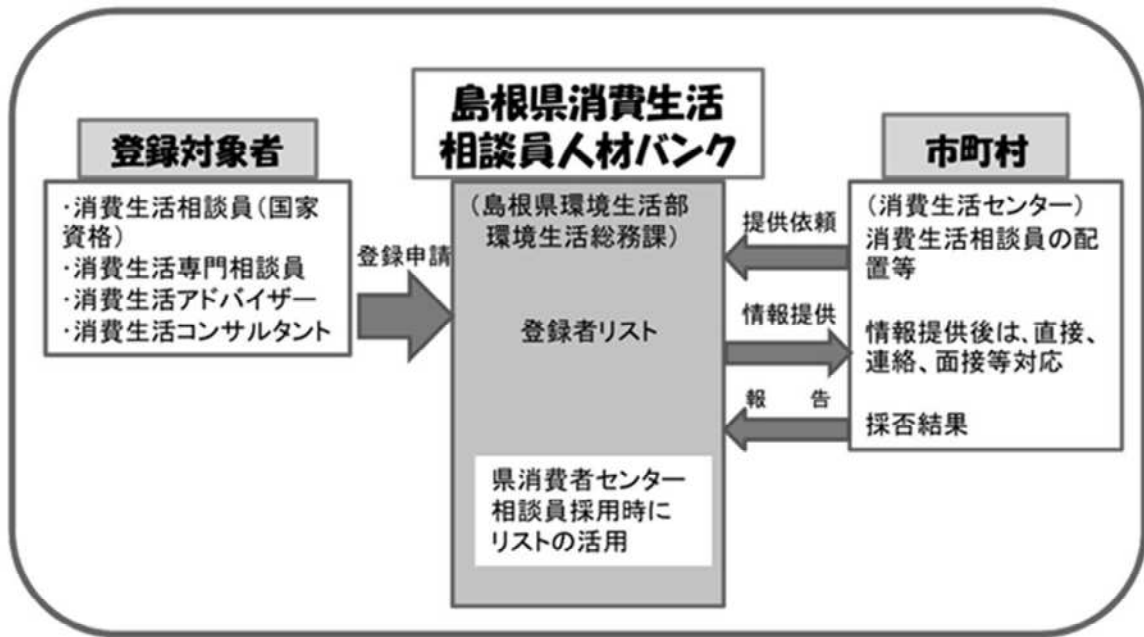 登録対象者
・消費生活相談員（国家
資格）
・消費生活専門相談員
・消費生活アドバイザー
・消費生活コンサルタント
登録申請
島根県消費生活
相談員人材バンク
（島根県環境生活部
環境生活総務課）
登録者リスト
県消費者センター
相談員採用時に
リストの活用
提供依頼
情報提供
報　告
市町村
（消費生活センター）
消費生活相談員の配
置等
情報提供後は、直接、
連絡、面接等対応
採否結果